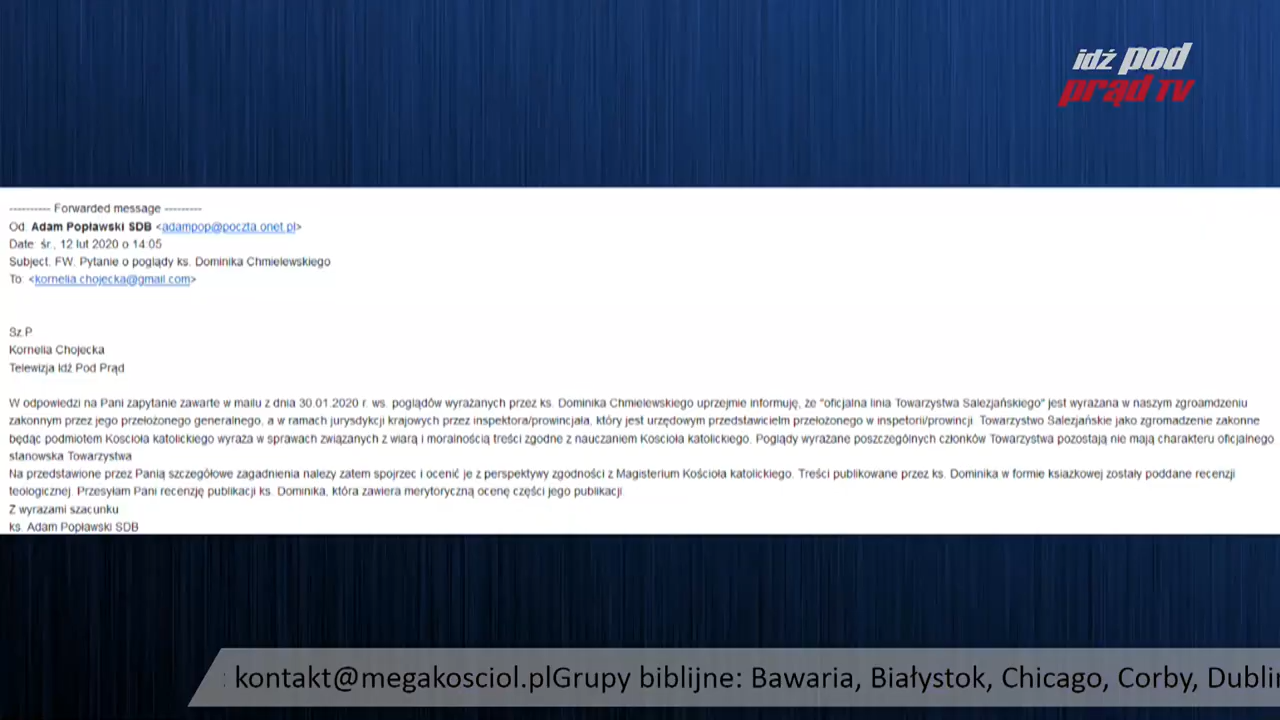 idź pod
prąd TV
---------- Forwarded message ---------
Od: Adam Popławski SDB <adampop@poczta.onet.pl>
Date: śr., 12 lut 2020 o 14:05
Subject: FW: Pytanie o poglądy ks. Dominika Chmielewskiego
To: <kornelia.chojecka@gmail.com>
Sz.P.
Kornelia Chojecka
Telewizja Idź Pod Prąd
W odpowiedzi na Pani zapytanie zawarte w mailu z dnia 30.01.2020 r. ws. poglądów wyrażanych przez ks. Dominika Chmielewskiego uprzejmie informuję, że "oficjalna linia Towarzystwa Salezjańskiego" jest wyrażana w naszym zgroamdzeniu
zakonnym przez jego przełożonego generalnego, a w ramach jurysdykcji krajowych przez inspektora/prowincjała, który jest urzędowym przedstawicielm przełożonego w inspetorii/prowincji. Towarzystwo Salezjańskie jako zgromadzenie zakonne
będąc podmiotem Kościoła katolickiego wyraża w sprawach związanych z wiarą i moralnością treści zgodne z nauczaniem Kościoła katolickiego. Poglądy wyrażane poszczególnych członków Towarzystwa pozostają nie mają charakteru oficjalnego
stanowska Towarzystwa.
Na przedstawione przez Panią szczegółowe zagadnienia nalezy zatem spojrzec i ocenić je z perspektywy zgodności z Magisterium Kościoła katolickiego. Treści publikowane przez ks. Dominika w formie ksiazkowej zostały poddane recenzji
teologicznej. Przesyłam Pani recenzję publikacji ks. Dominika, która zawiera merytoryczną ocenę części jego publikacji.
Z wyrazami szacunku
ks. Adam Popławski SDB
: kontakt@megakosciol.plGrupy biblijne: Bawaria, Białystok, Chicago, Corby, Dublin